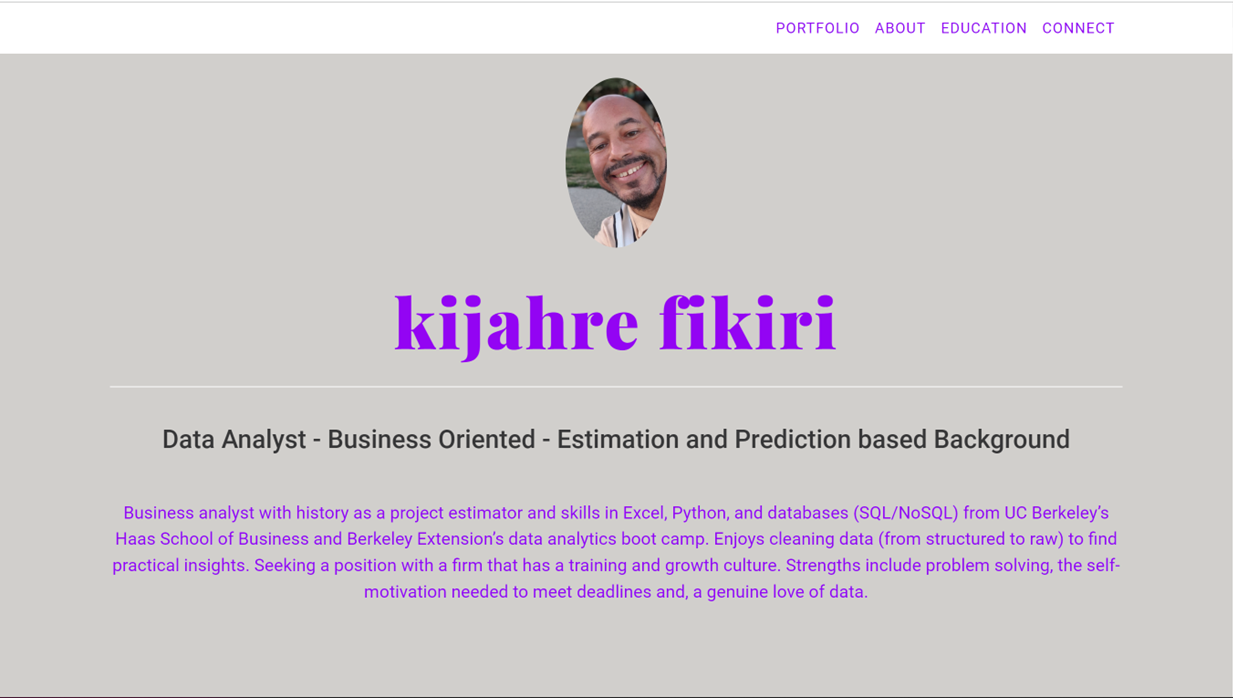 PORTFOLIO ABOUT EDUCATION CONNECT
kijahre fikiri
Data Analyst - Business Oriented - Estimation and Prediction based Background
Business analyst with history as a project estimator and skills in Excel, Python, and databases (SQL/NoSQL) from UC Berkeley’s
Haas School of Business and Berkeley Extension’s data analytics boot camp. Enjoys cleaning data (from structured to raw) to find
practical insights. Seeking a position with a firm that has a training and growth culture. Strengths include problem solving, the self-
motivation needed to meet deadlines and, a genuine love of data.